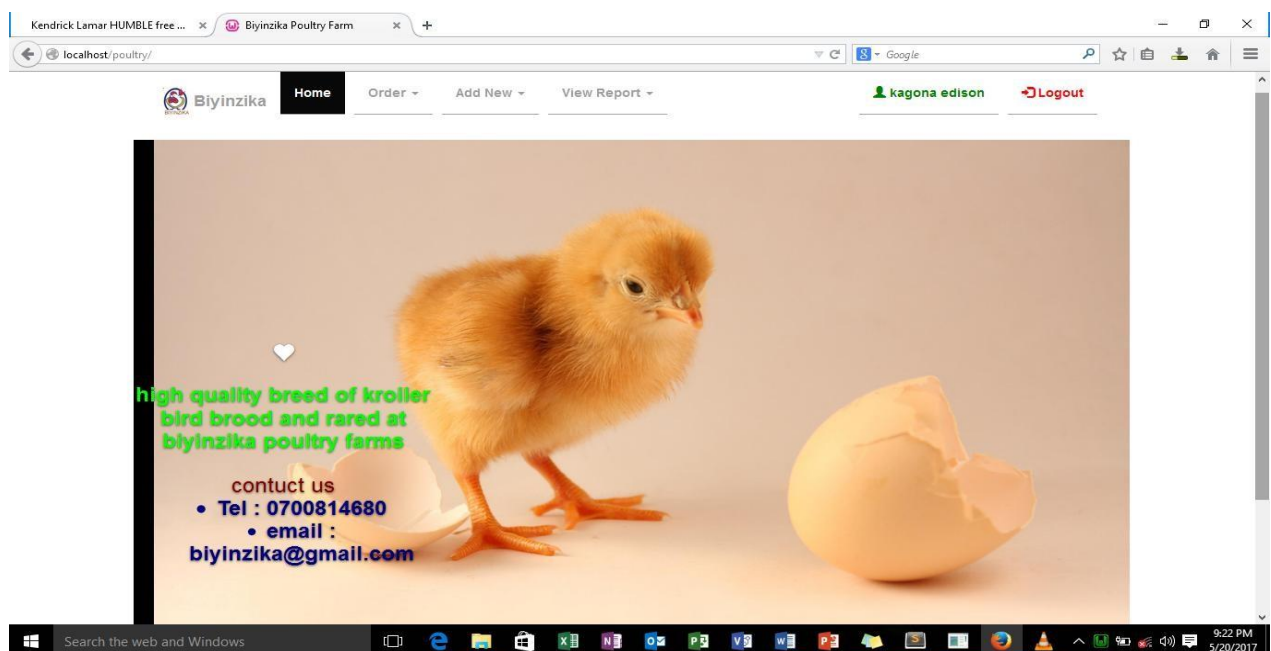 Kendrick Lamar HUMBLE free ... × Biyinzika Poultry Farm × +
localhost/poultry/ Google
Biyinzika Home Order Add New View Report kagona edison Logout
high quality breed of kroiler
bird brood and rared at
biyinzika poultry farms
contuct us
• Tel : 0700814680
• email :
biyinzika@gmail.com
Search the web and Windows 9:22 PM
5/20/2017